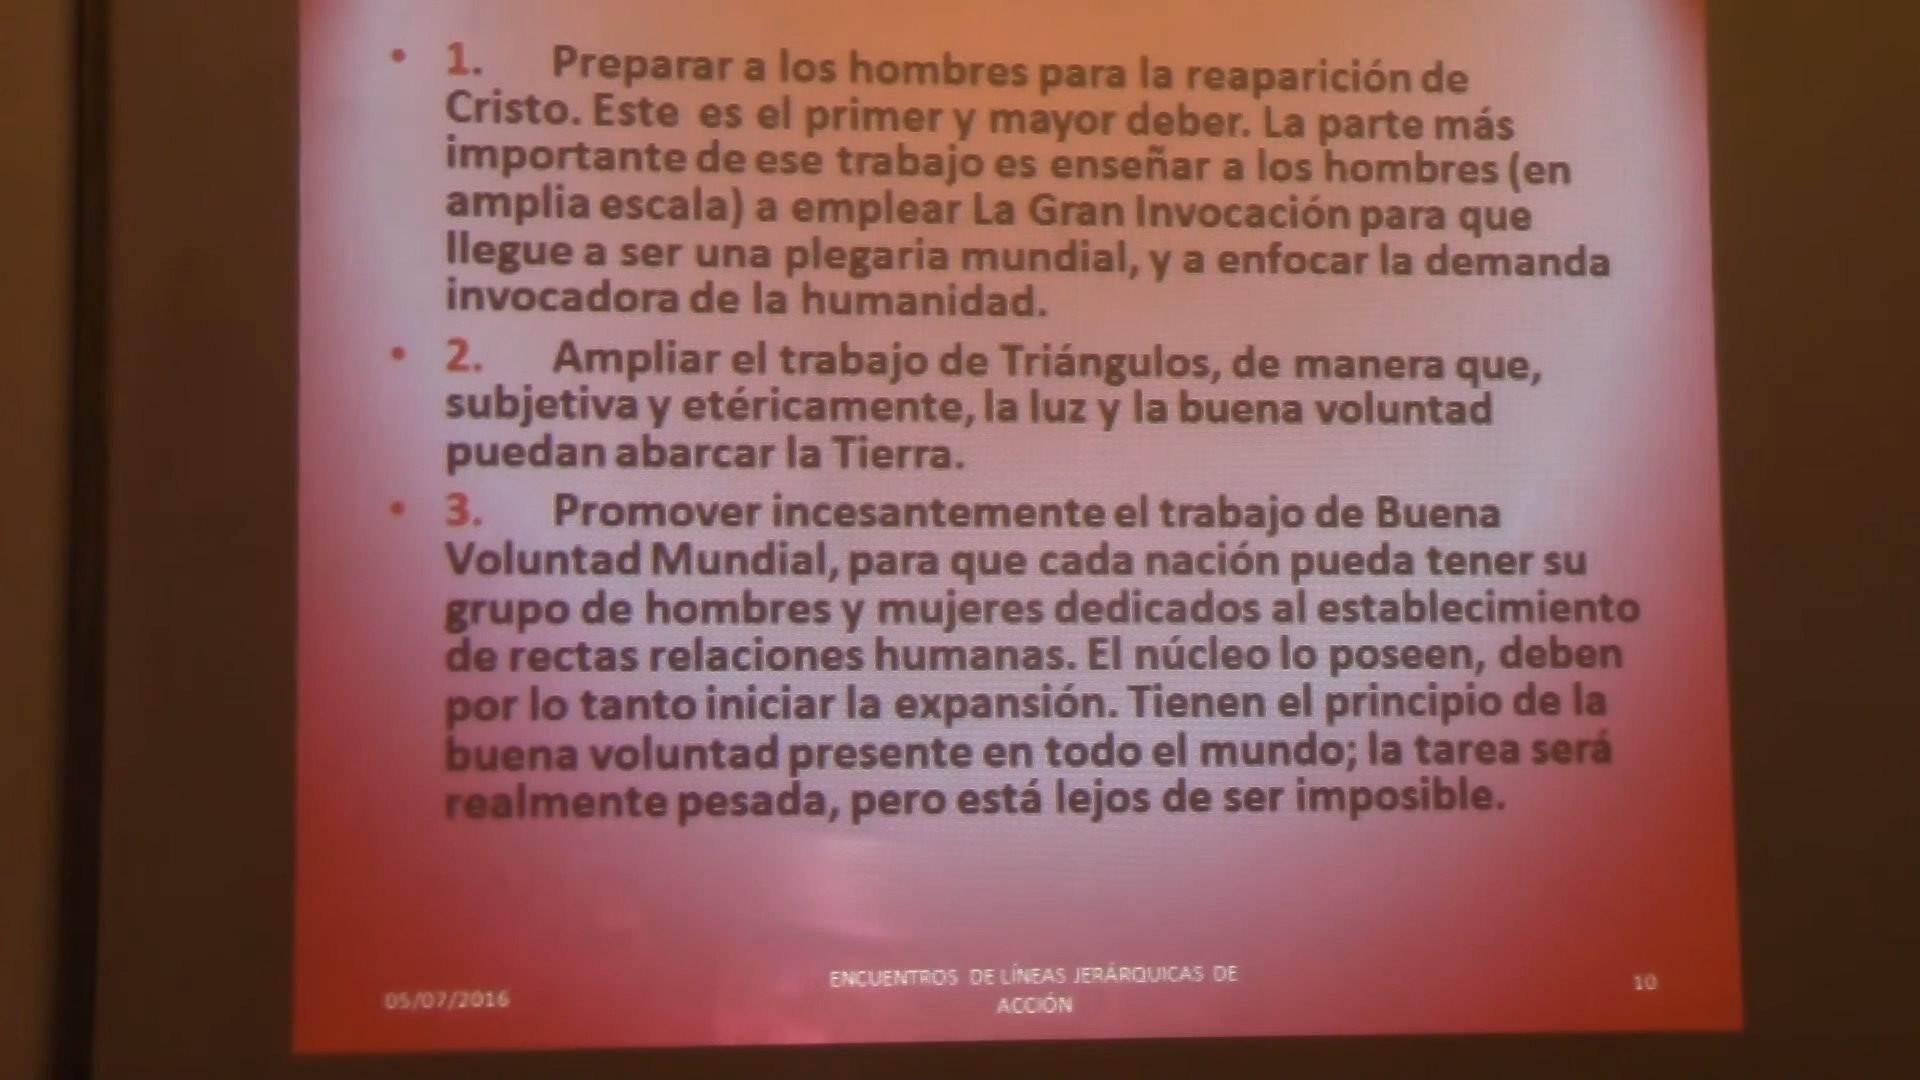 • 1. Preparar a los hombres para la reaparición de
Cristo. Este es el primer y mayor deber. La parte más
importante de ese trabajo es enseñar a los hombres (en
amplia escala) a emplear La Gran Invocación para que
llegue a ser una plegaria mundial, y a enfocar la demanda
invocadora de la humanidad.
• 2. Ampliar el trabajo de Triángulos, de manera que,
subjetiva y etéricamente, la luz y la buena voluntad
puedan abarcar la Tierra.
• 3. Promover incesantemente el trabajo de Buena
Voluntad Mundial, para que cada nación pueda tener su
grupo de hombres y mujeres dedicados al establecimiento
de rectas relaciones humanas. El núcleo lo poseen, deben
por lo tanto iniciar la expansión. Tienen el principio de la
buena voluntad presente en todo el mundo; la tarea será
realmente pesada, pero está lejos de ser imposible.
05/07/2016
ENCUENTROS DE LÍNEAS JERÁRQUICAS DE
ACCIÓN
10